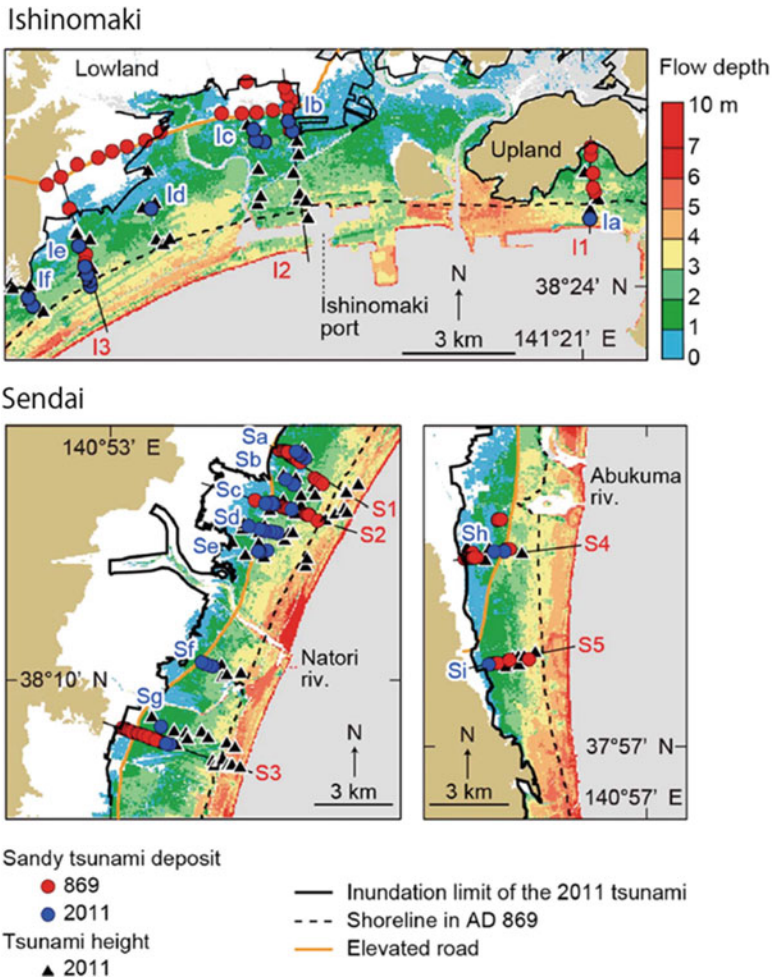 Ishinomaki
Lowland
Ib
Ic
Upland
Id
Ia
Ie
I1
If
I2
Ishinomaki
port
N
38°24' N
3 km
141°21' E
I3
Flow depth
10 m
7
6
5
4
3
2
1
0
Sendai
140°53' E
Sa
Sb
Sc
S1
Sd
S2
Se
Sf
Natori
riv.
38°10' N
Sg
N
S3
3 km
Abukuma
riv.
Sh
S4
S5
Si
N
37°57' N
3 km
140°57' E
Sandy tsunami deposit
869
2011
Tsunami height
2011
Inundation limit of the 2011 tsunami
Shoreline in AD 869
Elevated road